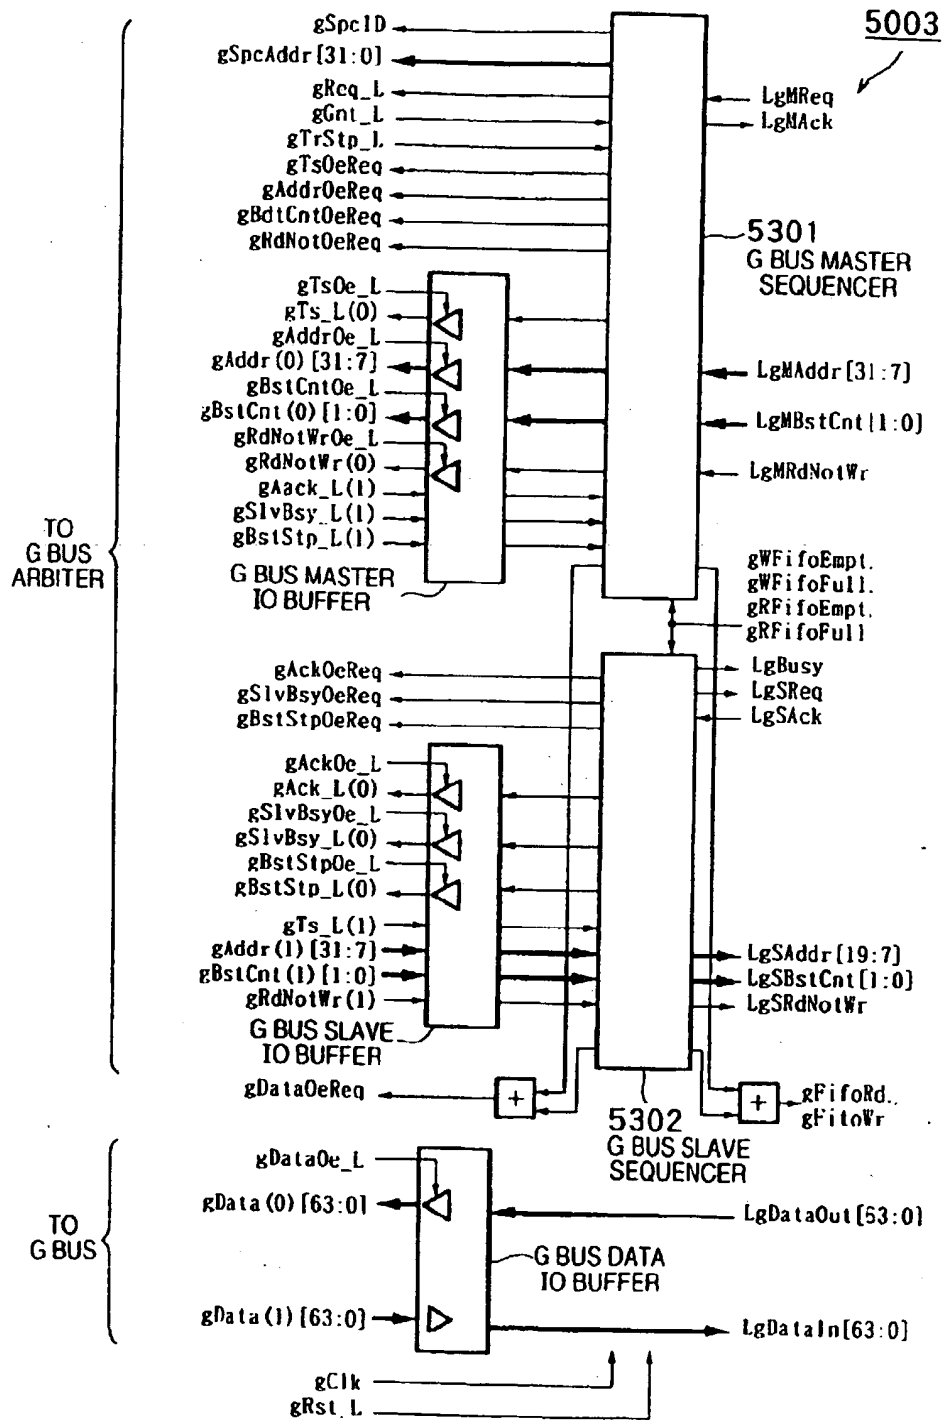 5003
gSpcID
gSpcAddr[31:0]
gReq_L
gGnt_L
gTrStp_L
gTsOeReq
gAddrOeReq
gBdtCntOeReq
gRdNotOeReq
LgMReq
LgMAck
5301
G BUS MASTER
SEQUENCER
gTsOe_L
gTs_L(0)
gAddrOe_L
gAddr(0)[31:7]
gBstCntOe_L
gBstCnt(0)[1:0]
gRdNotWrOe_L
gRdNotWr(0)
gAack_L(1)
gSlvBsy_L(1)
gBstStp_L(1)
LgMAddr[31:7]
LgMBstCnt[1:0]
LgMRdNotWr
TO
G BUS
ARBITER
G BUS MASTER
IO BUFFER
gWFifoEmpt.
gWFifoFull.
gRFifoEmpt.
gRFifoFull
gAckOeReq
gSlvBsyOeReq
gBstStpOeReq
LgBusy
LgSReq
LgSAck
gAckOe_L
gAck_L(0)
gSlvBsyOe_L
gSlvBsy_L(0)
gBstStpOe_L
gBstStp_L(0)
gTs_L(1)
gAddr(1)[31:7]
gBstCnt(1)[1:0]
gRdNotWr(1)
LgSAddr[19:7]
LgSBstCnt[1:0]
LgSRdNotWr
G BUS SLAVE
IO BUFFER
gDataOeReq
+
+
gFifoRd.,
gFifoWr
5302
G BUS SLAVE
SEQUENCER
TO
G BUS
gDataOe_L
gData(0)[63:0]
LgDataOut[63:0]
G BUS DATA
IO BUFFER
gData(1)[63:0]
LgDataIn[63:0]
gClk
gRst_L